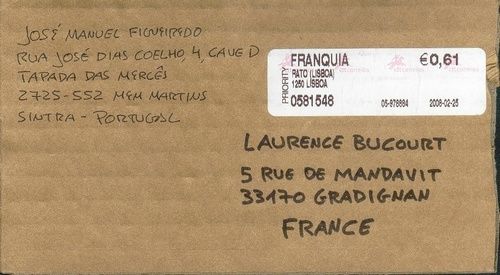 JOSÉ MANUEL FIGUEIREDO
RUA JOSÉ DIAS COELHO, 4, CAVE D
TAPADA DAS MERCÊS
2725-552 MEM MARTINS
SINTRA - PORTUGAL
PRIORITY
FRANQUIA €0,61
RATO (LISBOA)
1250 LISBOA
0581548 05-878884 2008-02-25
LAURENCE BUCOURT
5 RUE DE MANDAVIT
33170 GRADIGNAN
FRANCE